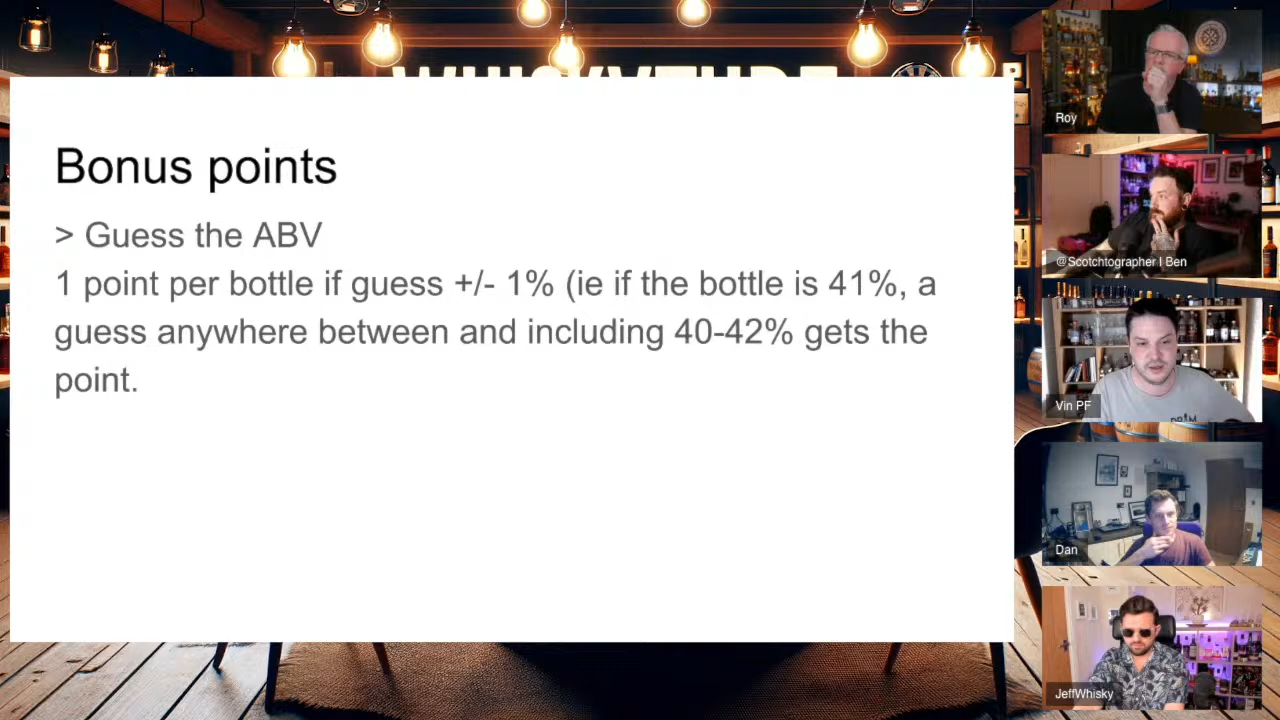 Bonus points
> Guess the ABV
1 point per bottle if guess +/- 1% (ie if the bottle is 41%, a
guess anywhere between and including 40-42% gets the
point.
Roy
@Scotchtographer | Ben
Vin PF
Dan
JeffWhisky